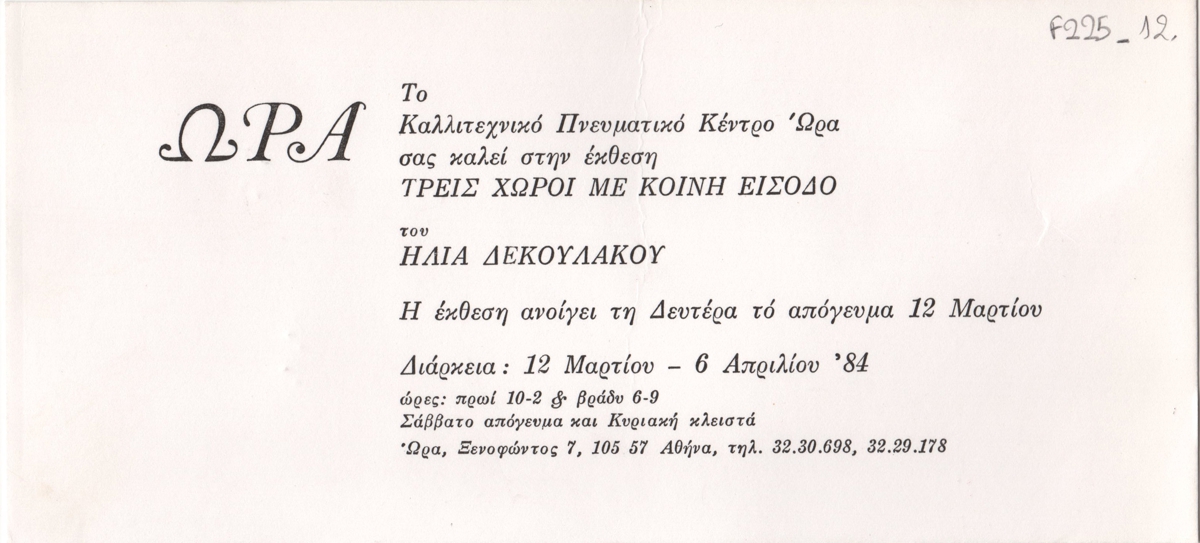 F225_12.
ΩΡΑ
Το
Καλλιτεχνικό Πνευματικό Κέντρο Ώρα
σας καλεί στην έκθεση
ΤΡΕΙΣ ΧΩΡΟΙ ΜΕ ΚΟΙΝΗ ΕΙΣΟΔΟ
του
ΗΛΙΑ ΔΕΚΟΥΛΑΚΟΥ
Η έκθεση ανοίγει τη Δευτέρα τό απόγευμα 12 Μαρτίου
Διάρκεια : 12 Μαρτίου – 6 Απριλίου ’84
ώρες: πρωί 10-2 & βράδυ 6-9
Σάββατο απόγευμα και Κυριακή κλειστά
Ώρα, Ξενοφώντος 7, 105 57 Αθήνα, τηλ. 32.30.698, 32.29.178